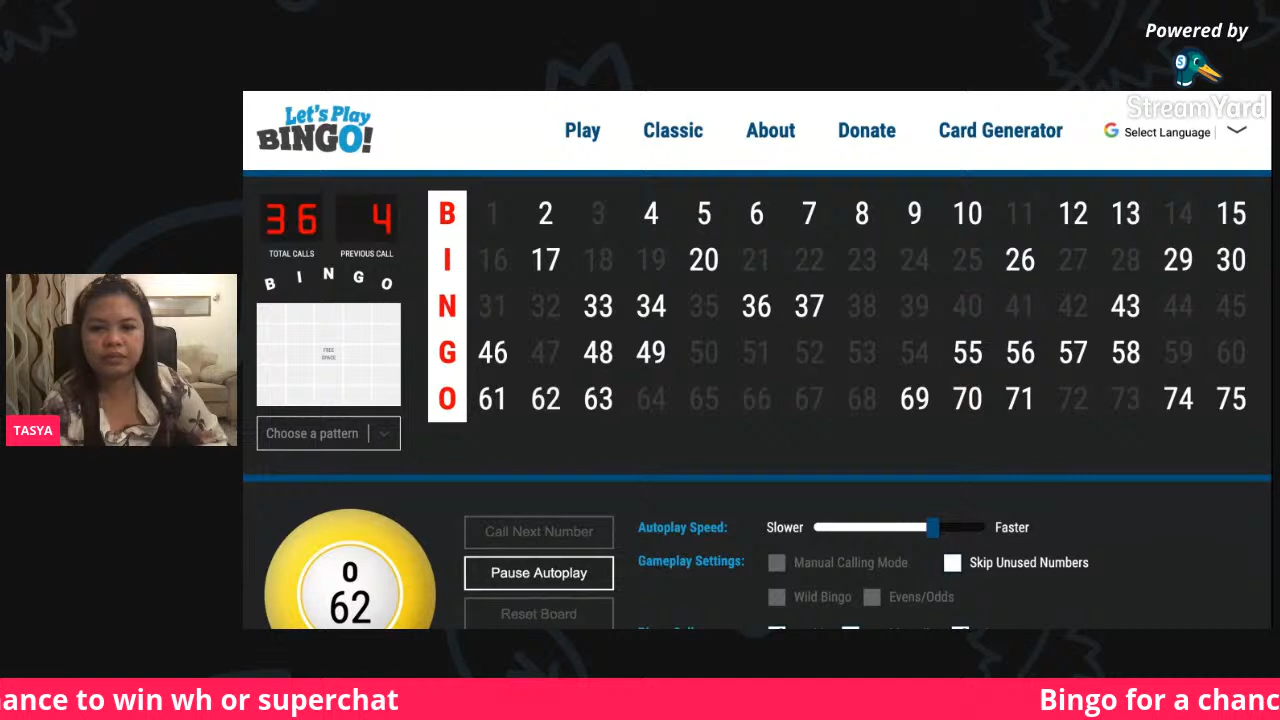 Powered by
S
StreamYard
Let's Play
BINGO!
Play Classic About Donate Card Generator
G Select Language
36 4
TOTAL CALLS PREVIOUS CALL
B I N G O
FREE
SPACE
Choose a pattern
B 1 2 3 4 5 6 7 8 9 10 11 12 13 14 15
I 16 17 18 19 20 21 22 23 24 25 26 27 28 29 30
N 31 32 33 34 35 36 37 38 39 40 41 42 43 44 45
G 46 47 48 49 50 51 52 53 54 55 56 57 58 59 60
O 61 62 63 64 65 66 67 68 69 70 71 72 73 74 75
TASYA
O
62
Call Next Number
Pause Autoplay
Reset Board
Autoplay Speed: Slower Faster
Gameplay Settings: Manual Calling Mode Skip Unused Numbers
Wild Bingo Evens/Odds
ance to win wh or superchat
Bingo for a chanc